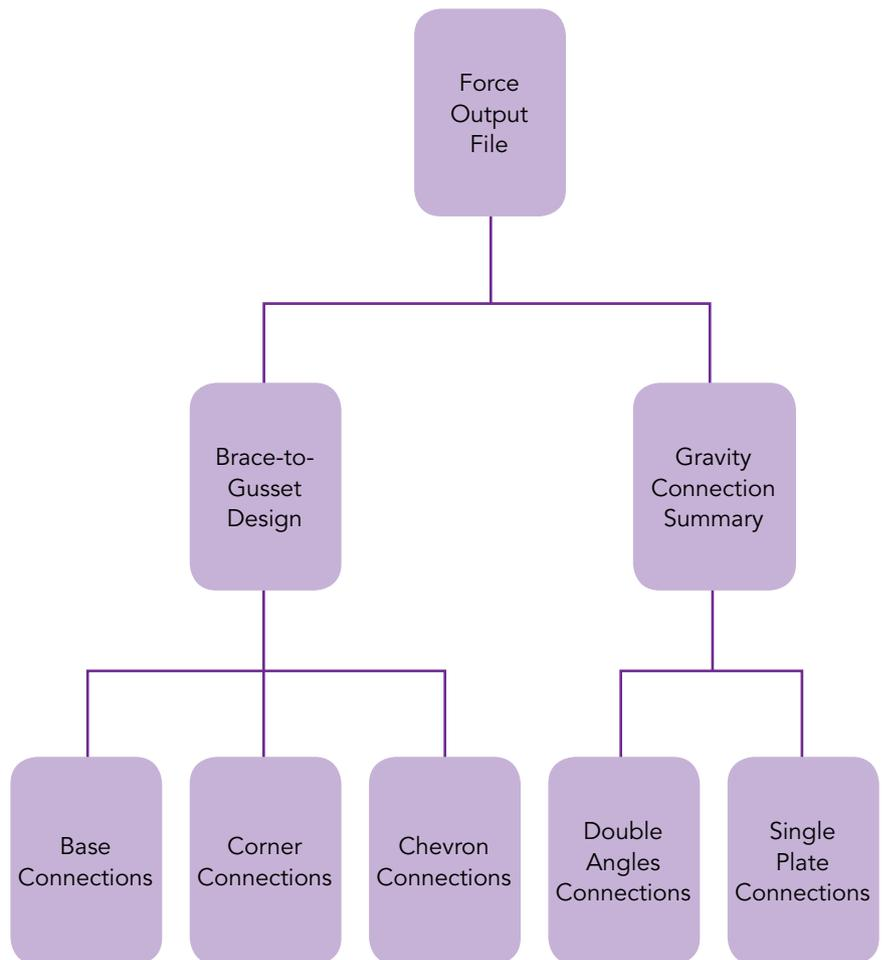 Force
Output
File
Brace-to-
Gusset
Design
Gravity
Connection
Summary
Base
Connections
Corner
Connections
Chevron
Connections
Double
Angles
Connections
Single
Plate
Connections